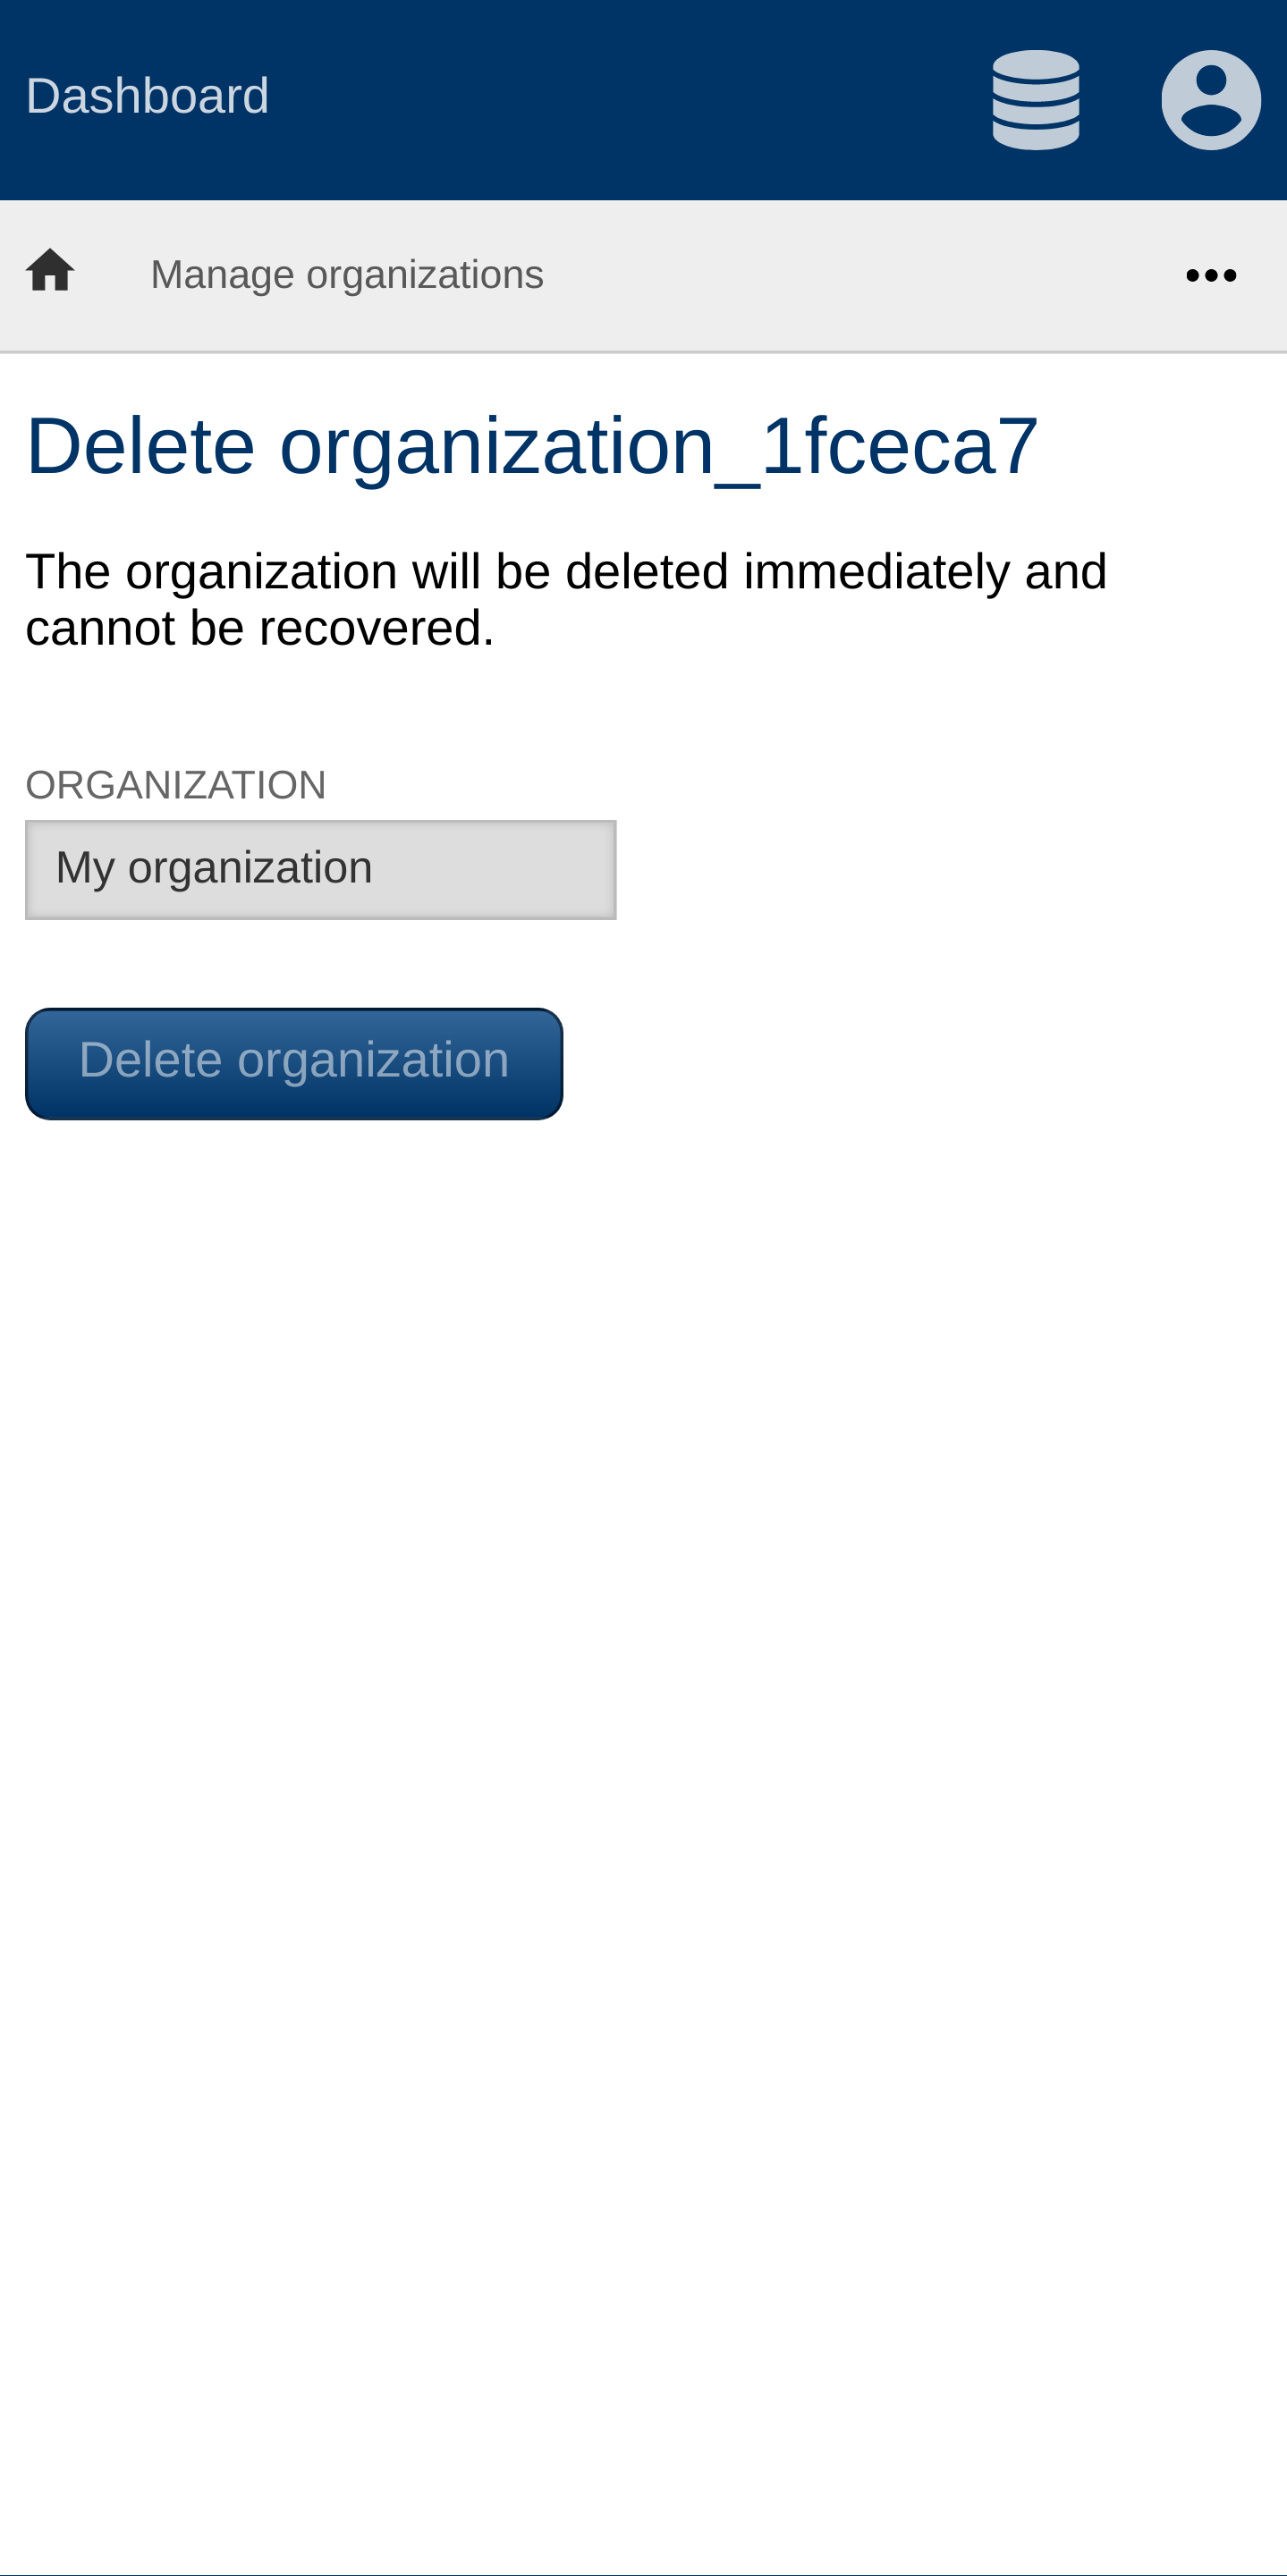 Dashboard
Manage organizations
Delete organization_1fceca7
The organization will be deleted immediately and
cannot be recovered.
ORGANIZATION
My organization
Delete organization